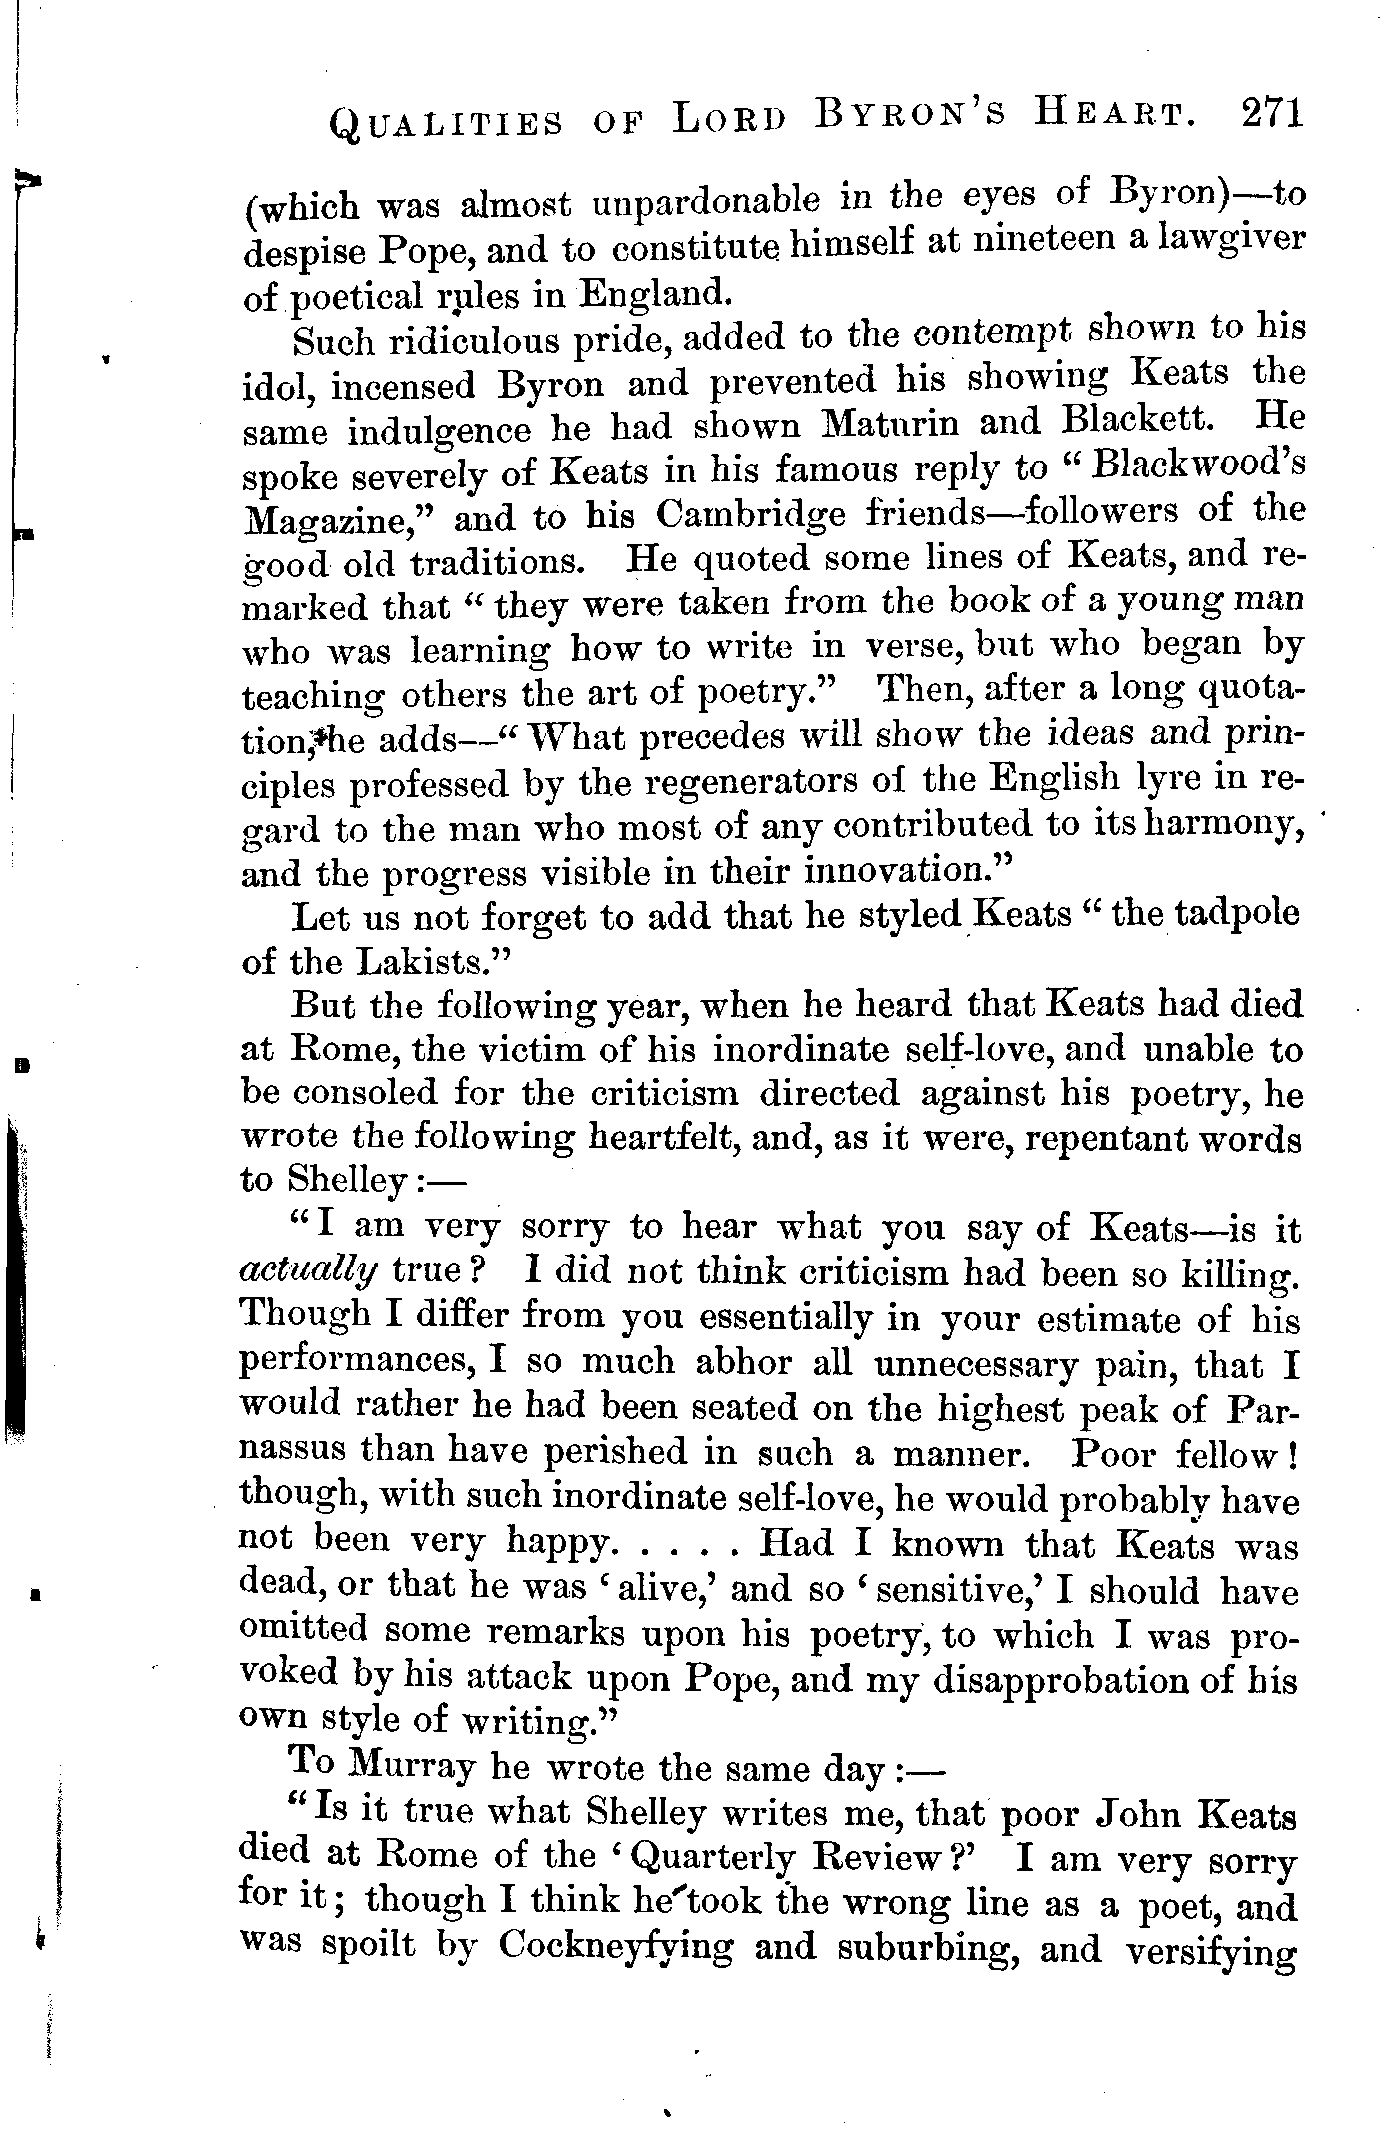 QUALITIES OF LORD BYRON'S HEART. 271
(which was almost unpardonable in the eyes of Byron)—to
despise Pope, and to constitute himself at nineteen a lawgiver
of poetical rules in England.
Such ridiculous pride, added to the contempt shown to his
idol, incensed Byron and prevented his showing Keats the
same indulgence he had shown Maturin and Blackett. He
spoke severely of Keats in his famous reply to “ Blackwood's
Magazine,” and to his Cambridge friends—followers of the
good old traditions. He quoted some lines of Keats, and re-
marked that “ they were taken from the book of a young man
who was learning how to write in verse, but who began by
teaching others the art of poetry.” Then, after a long quota-
tion, he adds—“ What precedes will show the ideas and prin-
ciples professed by the regenerators of the English lyre in re-
gard to the man who most of any contributed to its harmony,
and the progress visible in their innovation.”
Let us not forget to add that he styled Keats “ the tadpole
of the Lakists.”
But the following year, when he heard that Keats had died
at Rome, the victim of his inordinate self-love, and unable to
be consoled for the criticism directed against his poetry, he
wrote the following heartfelt, and, as it were, repentant words
to Shelley :—
“ I am very sorry to hear what you say of Keats—is it
actually true ? I did not think criticism had been so killing.
Though I differ from you essentially in your estimate of his
performances, I so much abhor all unnecessary pain, that I
would rather he had been seated on the highest peak of Par-
nassus than have perished in such a manner. Poor fellow !
though, with such inordinate self-love, he would probably have
not been very happy. . . . . Had I known that Keats was
dead, or that he was ‘ alive,’ and so ‘ sensitive,’ I should have
omitted some remarks upon his poetry, to which I was pro-
voked by his attack upon Pope, and my disapprobation of his
own style of writing.”
To Murray he wrote the same day :—
“ Is it true what Shelley writes me, that poor John Keats
died at Rome of the ‘ Quarterly Review ?’ I am very sorry
for it ; though I think he took the wrong line as a poet, and
was spoilt by Cockneyfying and suburbing, and versifying